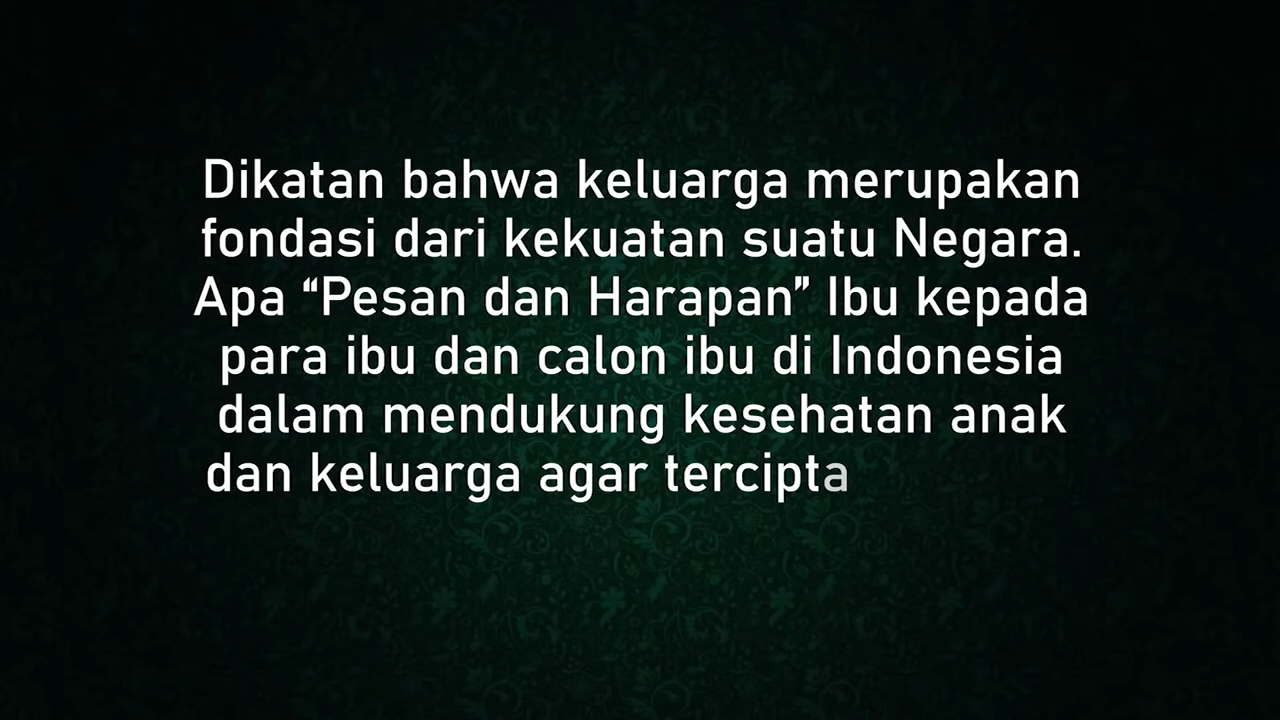 Dikatan bahwa keluarga merupakan
fondasi dari kekuatan suatu Negara.
Apa “Pesan dan Harapan” Ibu kepada
para ibu dan calon ibu di Indonesia
dalam mendukung kesehatan anak
dan keluarga agar tercipta